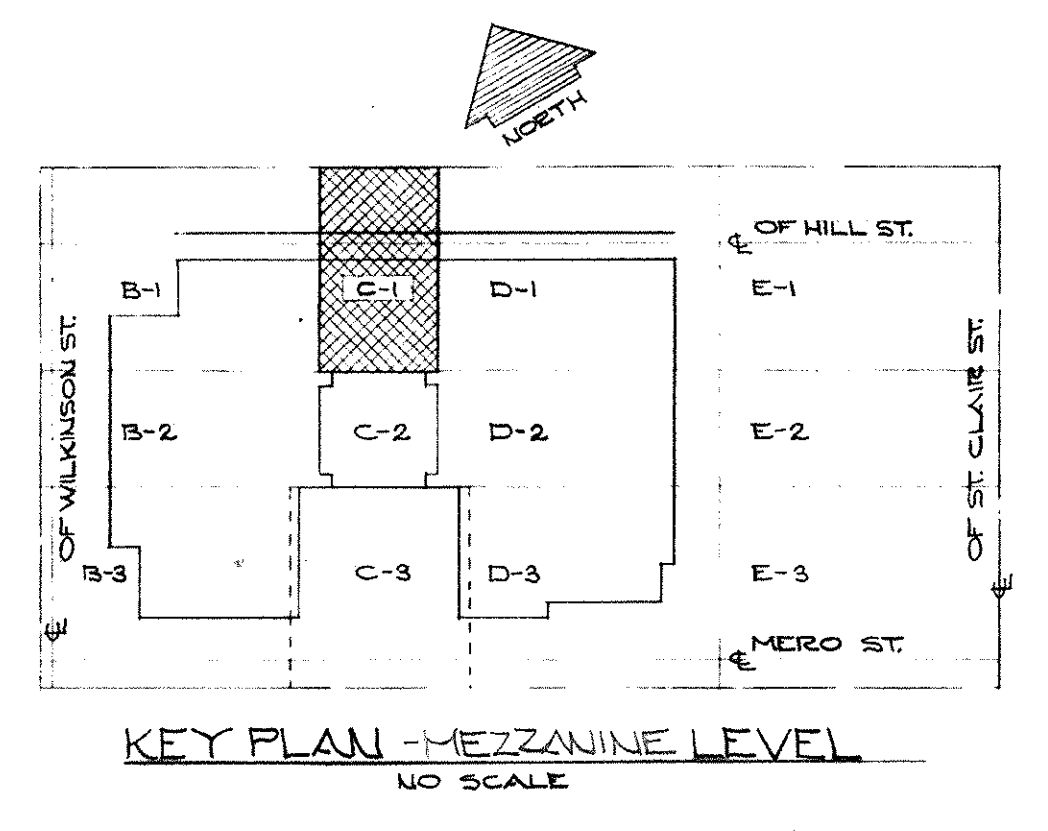 NORTH
℄ OF HILL ST.
B-1
C-1
D-1
E-1
℄ OF WILKINSON ST.
℄ OF ST. CLAIR ST.
B-2
C-2
D-2
E-2
B-3
C-3
D-3
E-3
℄ MERO ST.
KEY PLAN - MEZZANINE LEVEL
NO SCALE